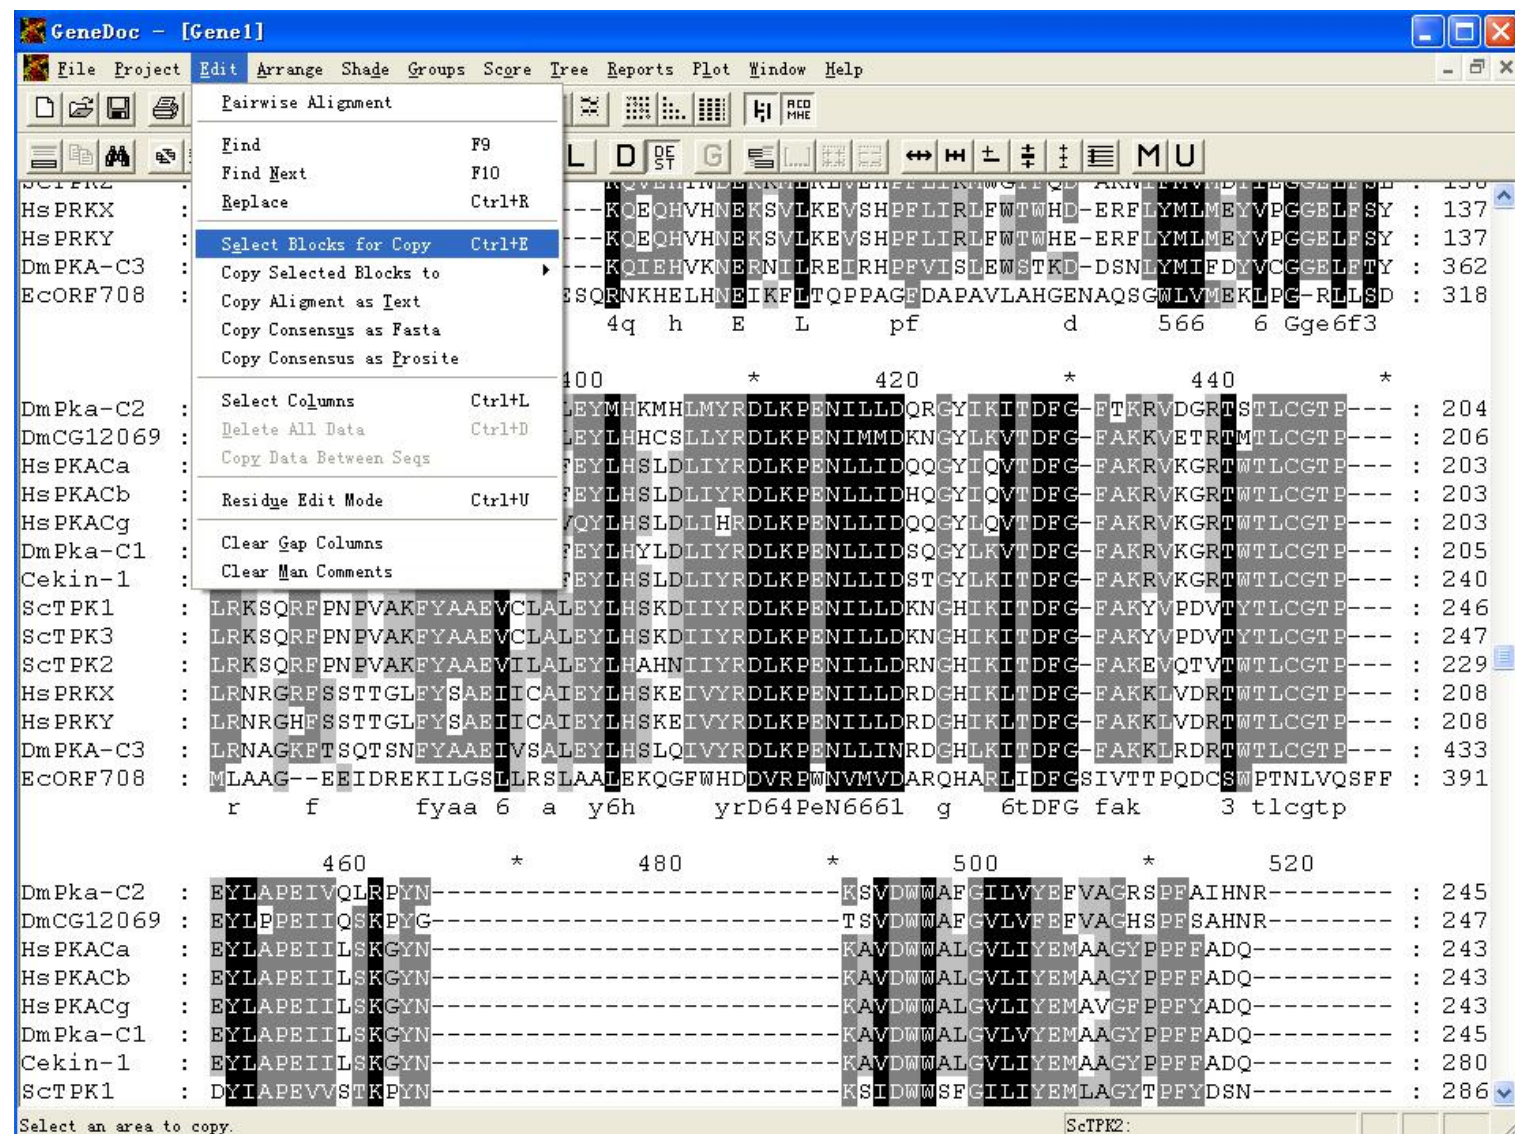 GeneDoc - [Gene1]
File Project Edit Arrange Shade Groups Score Tree Reports Plot Window Help
Pairwise Alignment
Find F9
Find Next F10
Replace Ctrl+R
Select Blocks for Copy Ctrl+E
Copy Selected Blocks to
Copy Aligment as Text
Copy Consensus as Fasta
Copy Consensus as Prosite
Select Columns Ctrl+L
Delete All Data Ctrl+D
Copy Data Between Seqs
Residue Edit Mode Ctrl+U
Clear Gap Columns
Clear Man Comments
L D DE ST G M U
HsPRKX : ---KQEQHVHNEKSVLKEVSHPFLIRLFWTWHD-ERFLYMLMEYVPGGELFSY : 137
HsPRKY : ---KQEQHVHNEKSVLKEVSHPFLIRLFWTWHE-ERFLYMLMEYVPGGELFSY : 137
DmPKA-C3 : ---KQIEHVKNERNILREIRHPFVISLEWSTKD-DSNLYMIFDYVCGGELFTY : 362
EcORF708 : ESQRNKHELHNEIKFLTQPPAGFDAPAVLAHGENAQSGWLVMEKLPG-RLLSD : 318
4q h E L pf d 566 6 Gge6f3
400 * 420 * 440 *
DmPka-C2 : LEYMHKMHLMYRDLKPENILLDQRGYIKITDFG-FTKRVDGRTSTLCGTP--- : 204
DmCG12069 : LEYLHHCSLLYRDLKPENIMMDKNGYLKVTDFG-FAKKVETRTMTLCGTP--- : 206
HsPKACa : FEYLHSLDLIYRDLKPENLLIDQQGYIQVTDFG-FAKRVKGRTWTLCGTP--- : 203
HsPKACb : FEYLHSLDLIYRDLKPENLLIDHQGYIQVTDFG-FAKRVKGRTWTLCGTP--- : 203
HsPKACg : VQYLHSLDLIHRDLKPENLLIDQQGYLQVTDFG-FAKRVKGRTWTLCGTP--- : 203
DmPka-C1 : FEYLHYLDLIYRDLKPENLLIDSQGYLKVTDFG-FAKRVKGRTWTLCGTP--- : 205
Cekin-1 : FEYLHSLDLIYRDLKPENLLIDSTGYLKITDFG-FAKRVKGRTWTLCGTP--- : 240
ScTPK1 : LRKSQRFPNPVAKFYAAEVCLALEYLHSKDIIYRDLKPENILLDKNGHIKITDFG-FAKYVPDVTYTLCGTP--- : 246
ScTPK3 : LRKSQRFPNPVAKFYAAEVCLALEYLHSKDIIYRDLKPENILLDKNGHIKITDFG-FAKYVPDVTYTLCGTP--- : 247
ScTPK2 : LRKSQRFPNPVAKFYAAEVILALEYLHAHNIIYRDLKPENILLDRNGHIKITDFG-FAKEVQTVTWTLCGTP--- : 229
HsPRKX : LRNRGRFSSTTGLFYSAEIICAIEYLHSKEIVYRDLKPENILLDRDGHIKLTDFG-FAKKLVDRTWTLCGTP--- : 208
HsPRKY : LRNRGHFSSTTGLFYSAEIICAIEYLHSKEIVYRDLKPENILLDRDGHIKLTDFG-FAKKLVDRTWTLCGTP--- : 208
DmPKA-C3 : LRNAGKFTSQTSNFYAAEIVSALEYLHSLQIVYRDLKPENLLINRDGHLKITDFG-FAKKLRDRTWTLCGTP--- : 433
EcORF708 : MLAAG--EEIDREKILGSLLRSLAALEKQGFWHDDVRPWNVMVDARQHARLIDFGSIVTTPQDCSWPTNLVQSFF : 391
r f fyaa 6 a y6h yrD64PeN6661 g 6tDFG fak 3 tlcgtp
460 * 480 * 500 * 520
DmPka-C2 : EYLAPEIVQLRPYN---------------------------KSVDWWAFGILVYEFVAGRSPFAIHNR-------- : 245
DmCG12069 : EYLPPEIIQSKPYG---------------------------TSVDWWAFGVLVFEFVAGHSPFSAHNR-------- : 247
HsPKACa : EYLAPEIILSKGYN---------------------------KAVDWWALGVLIYEMAAGYPPFFADQ--------- : 243
HsPKACb : EYLAPEIILSKGYN---------------------------KAVDWWALGVLIYEMAAGYPPFFADQ--------- : 243
HsPKACg : EYLAPEIILSKGYN---------------------------KAVDWWALGVLIYEMAVGFPPFYADQ--------- : 243
DmPka-C1 : EYLAPEIILSKGYN---------------------------KAVDWWALGVLVYEMAAGYPPFFADQ--------- : 245
Cekin-1 : EYLAPEIILSKGYN---------------------------KAVDWWALGVLIYEMAAGYPPFFADQ--------- : 280
ScTPK1 : DYIAPEVVSTKPYN---------------------------KSIDWWSFGILIYEMLAGYTPFYDSN--------- : 286
Select an area to copy.
ScTPK2: